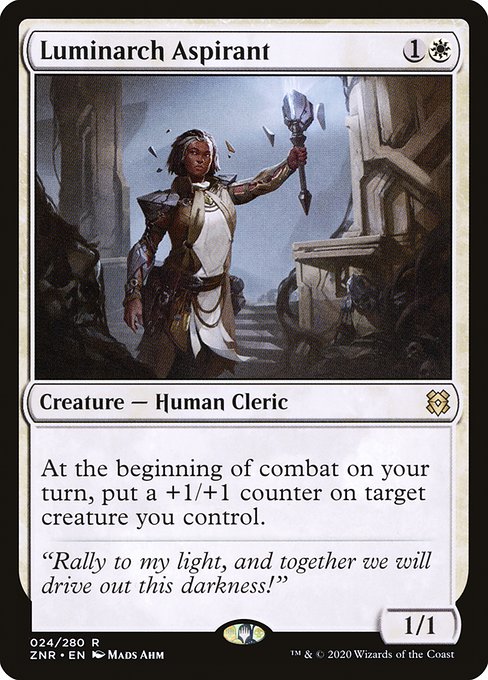 Luminarch Aspirant 1
Creature — Human Cleric
At the beginning of combat on your
turn, put a +1/+1 counter on target
creature you control.
“Rally to my light, and together we will
drive out this darkness!”
1/1
024/280 R
ZNR • EN Mads Ahm
™ & © 2020 Wizards of the Coast